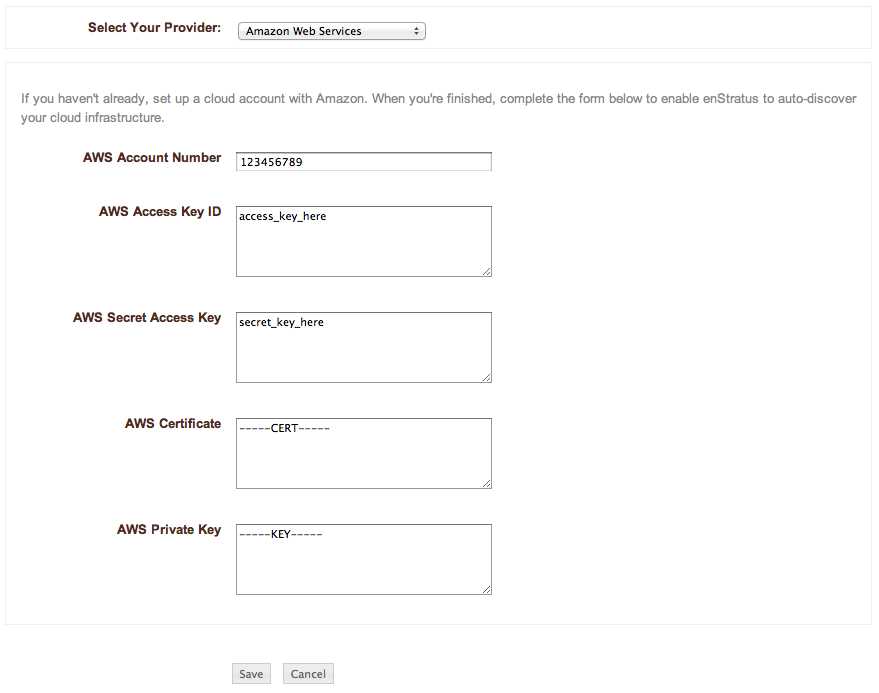 Select Your Provider: Amazon Web Services
If you haven't already, set up a cloud account with Amazon. When you're finished, complete the form below to enable enStratus to auto-discover
your cloud infrastructure.
AWS Account Number 123456789
AWS Access Key ID access_key_here
AWS Secret Access Key secret_key_here
AWS Certificate -----CERT-----
AWS Private Key -----KEY-----
Save Cancel